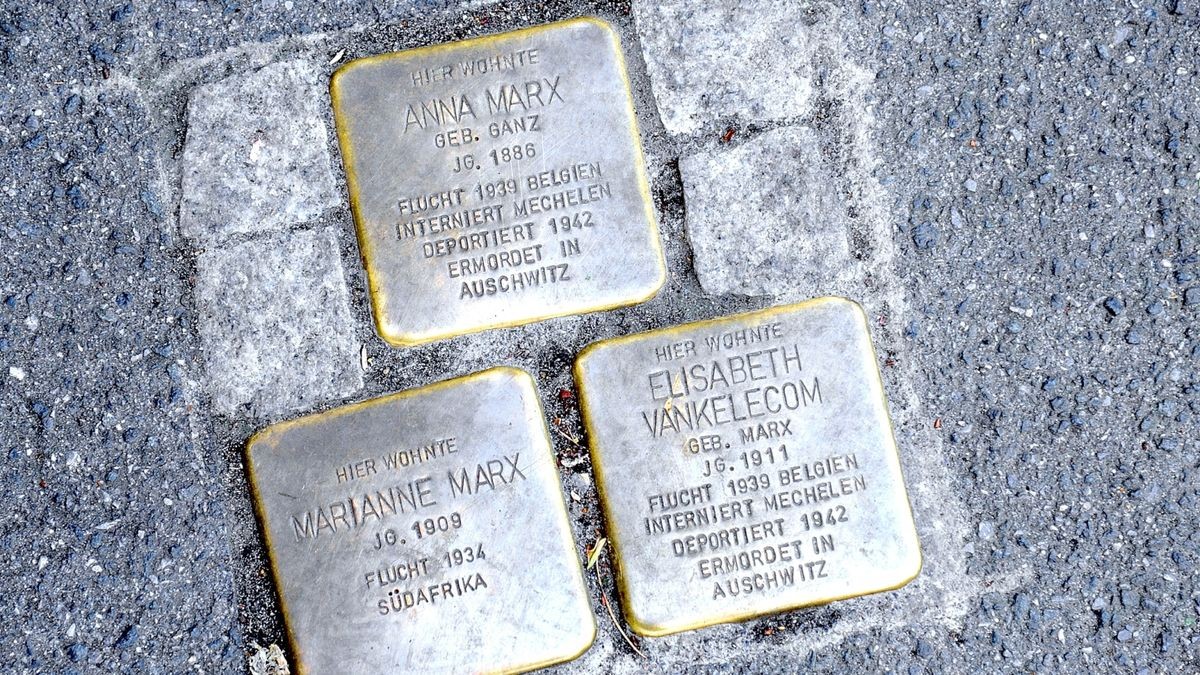 HIER WOHNTE
ANNA MARX
GEB. GANZ
JG. 1886
FLUCHT 1939 BELGIEN
INTERNIERT MECHELEN
DEPORTIERT 1942
ERMORDET IN
AUSCHWITZ
HIER WOHNTE
MARIANNE MARX
JG. 1909
FLUCHT 1934
SÜDAFRIKA
HIER WOHNTE
ELISABETH
VANKELECOM
GEB. MARX
JG. 1911
FLUCHT 1939 BELGIEN
INTERNIERT MECHELEN
DEPORTIERT 1942
ERMORDET IN
AUSCHWITZ